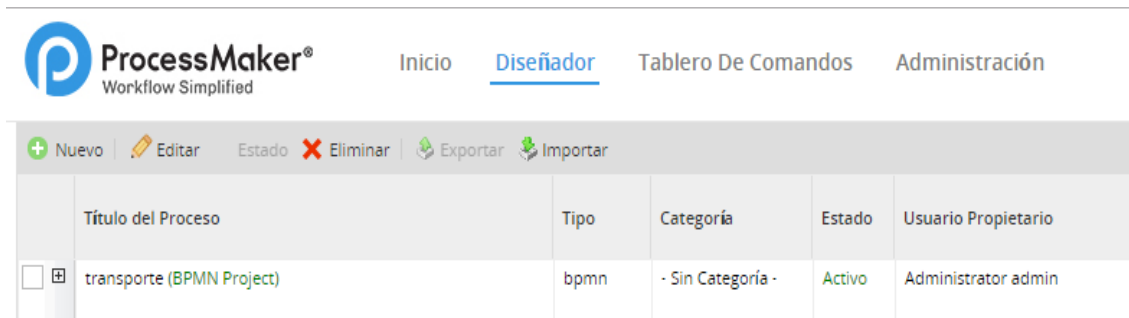 ProcessMaker®
Workflow Simplified
Inicio Diseñador Tablero De Comandos Administración
Nuevo Editar Estado Eliminar Exportar Importar
Título del Proceso Tipo Categoría Estado Usuario Propietario
transporte (BPMN Project) bpmn - Sin Categoría - Activo Administrator admin